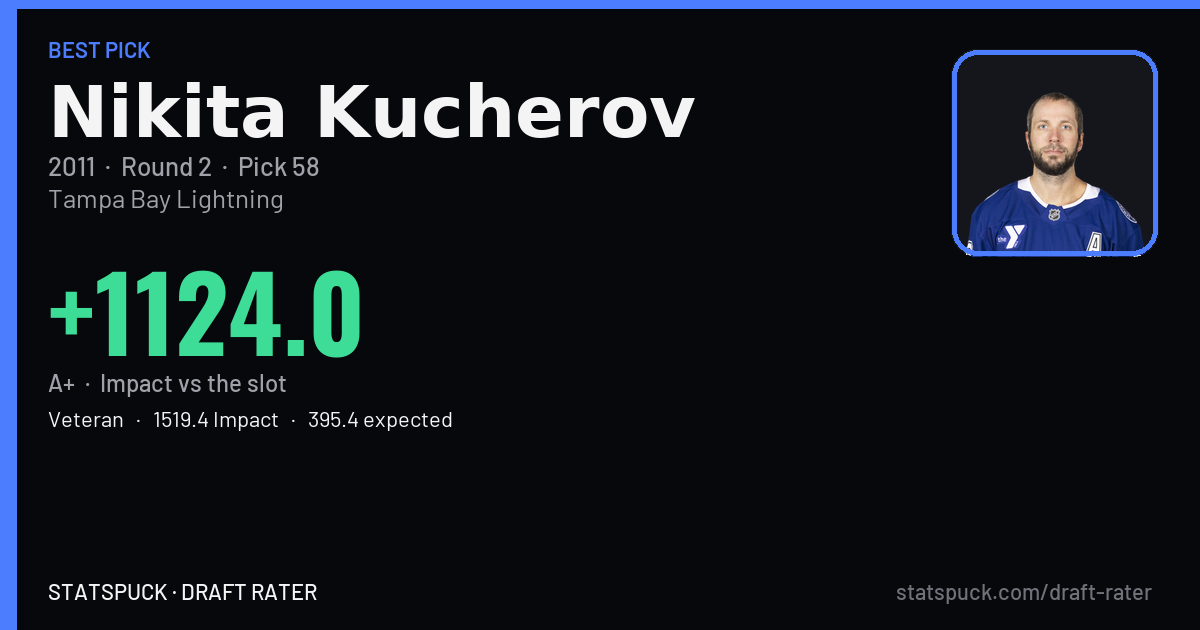 BEST PICK
Nikita Kucherov
2011 · Round 2 · Pick 58
Tampa Bay Lightning
the Y
A
+1124.0
A+ · Impact vs the slot
Veteran · 1519.4 Impact · 395.4 expected
STATSPUCK · DRAFT RATER
statspuck.com/draft-rater